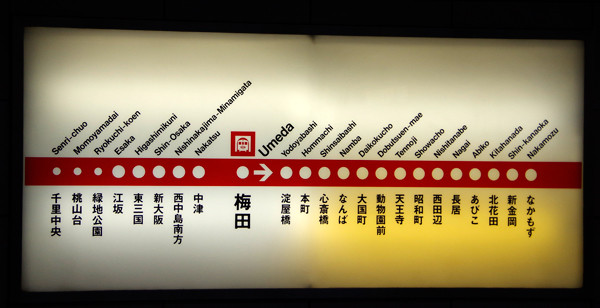 Senri-chuo
Momoyamadai
Ryokuchi-koen
Esaka
Higashimikuni
Shin-Osaka
Nishinakajima-Minamigata
Nakatsu
Umeda
Yodoyabashi
Hommachi
Shinsaibashi
Namba
Daikokucho
Dobutsuen-mae
Tennoji
Showacho
Nishitanabe
Nagai
Abiko
Kitahanada
Shin-kanaoka
Nakamozu
千里中央
桃山台
緑地公園
江坂
東三国
新大阪
西中島南方
中津
梅田
淀屋橋
本町
心斎橋
なんば
大国町
動物園前
天王寺
昭和町
西田辺
長居
あびこ
北花田
新金岡
なかもず